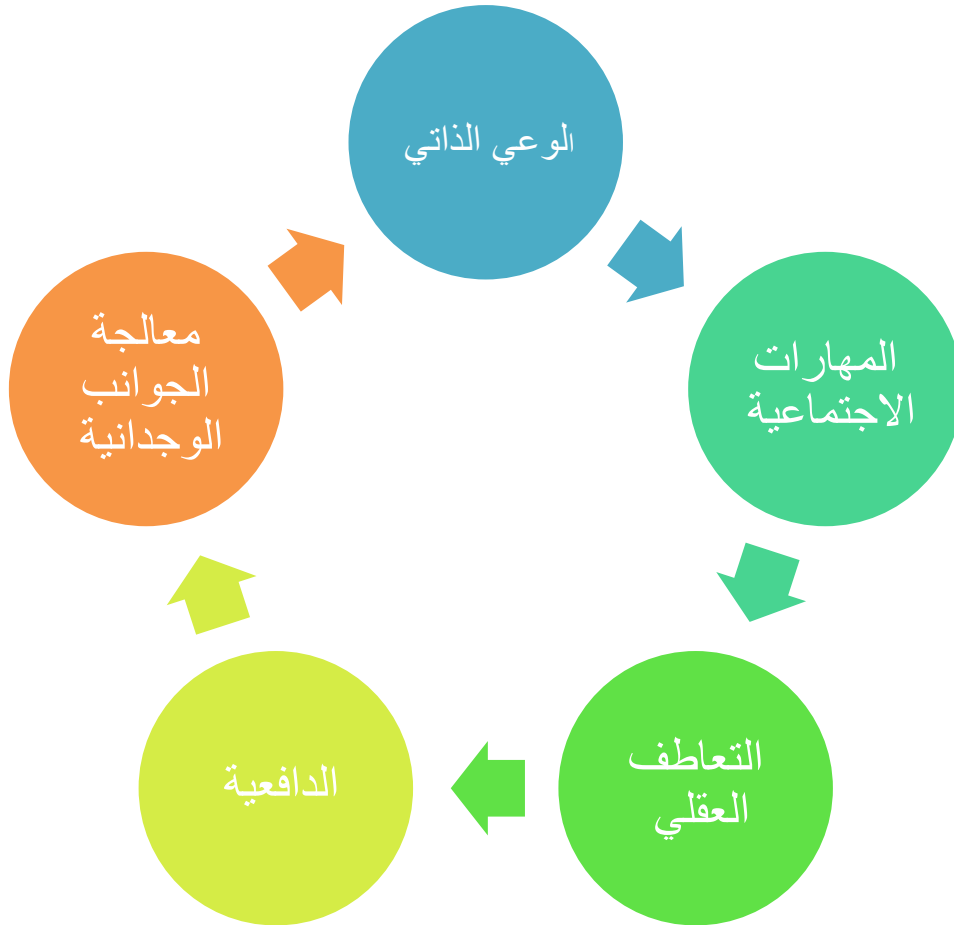 الوعي الذاتي
المهارات
الاجتماعية
التعاطف
العقلي
الدافعية
معالجة
الجوانب
الوجدانية